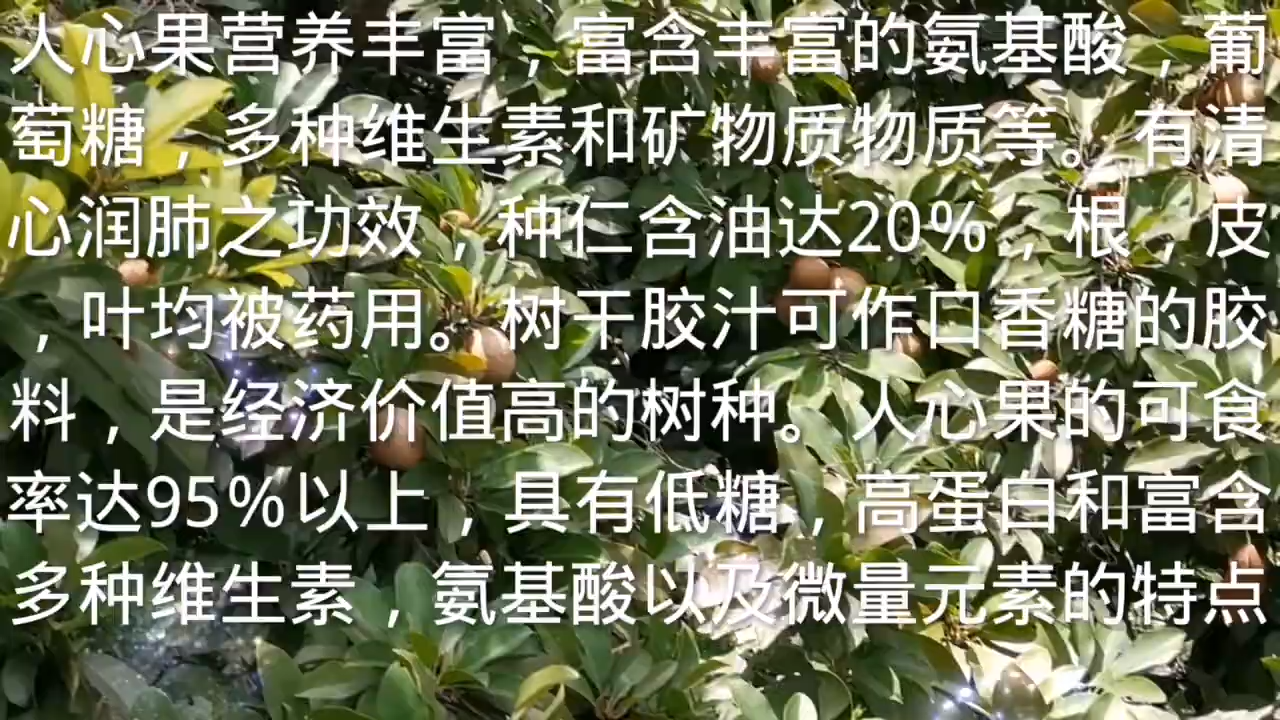 人心果营养丰富，富含丰富的氨基酸，葡
萄糖，多种维生素和矿物质物质等。有清
心润肺之功效，种仁含油达20%，根，皮
，叶均被药用。树干胶汁可作口香糖的胶
料，是经济价值高的树种。人心果的可食
率达95%以上，具有低糖，高蛋白和富含
多种维生素，氨基酸以及微量元素的特点